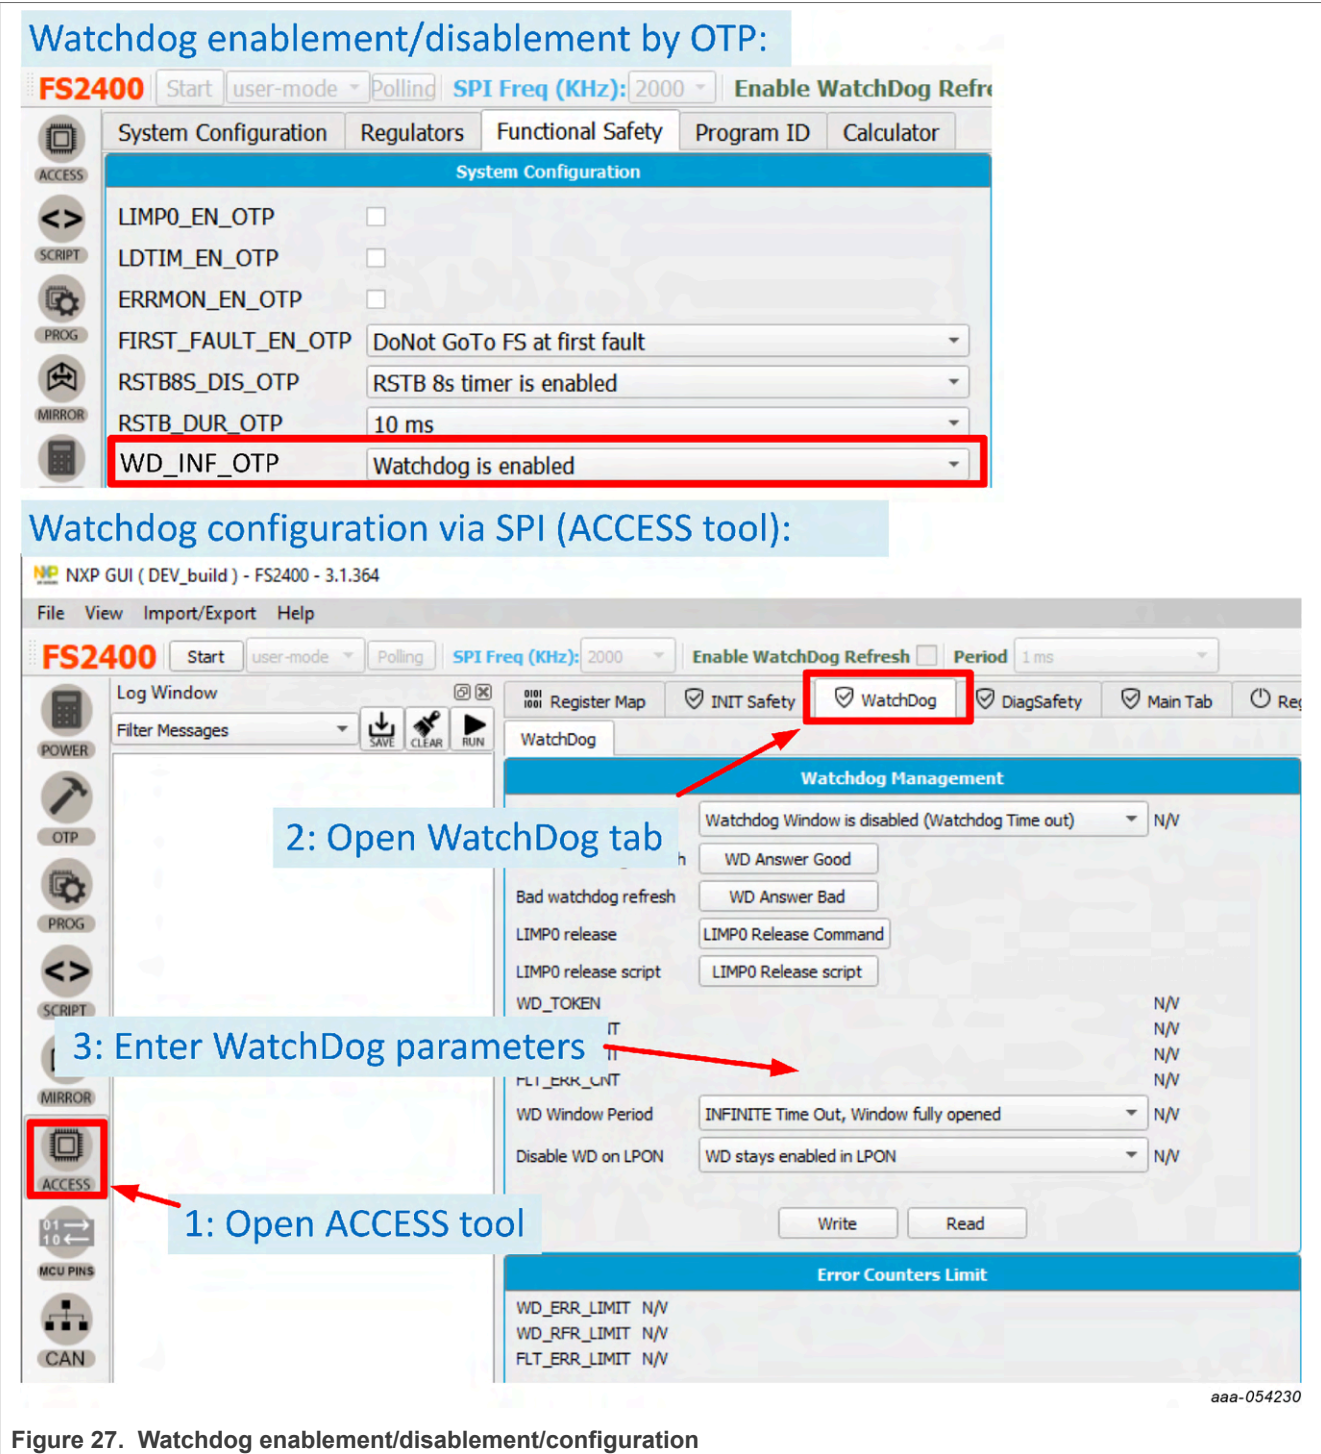 Watchdog enablement/disablement by OTP:
FS2400 Start user-mode Polling SPI Freq (KHz): 2000 Enable WatchDog Refre
System Configuration Regulators Functional Safety Program ID Calculator
ACCESS
System Configuration
LIMP0_EN_OTP
SCRIPT
LDTIM_EN_OTP
ERRMON_EN_OTP
PROG
FIRST_FAULT_EN_OTP DoNot GoTo FS at first fault
RSTB8S_DIS_OTP RSTB 8s timer is enabled
MIRROR
RSTB_DUR_OTP 10 ms
WD_INF_OTP Watchdog is enabled
Watchdog configuration via SPI (ACCESS tool):
NXP GUI ( DEV_build ) - FS2400 - 3.1.364
File View Import/Export Help
FS2400 Start user-mode Polling SPI Freq (KHz): 2000 Enable WatchDog Refresh Period 1 ms
Log Window
0101 1001 Register Map INIT Safety WatchDog DiagSafety Main Tab Reg
Filter Messages SAVE CLEAR RUN
POWER
WatchDog
Watchdog Management
Watchdog Window is disabled (Watchdog Time out) N/V
2: Open WatchDog tab
OTP
h WD Answer Good
Bad watchdog refresh WD Answer Bad
PROG
LIMP0 release LIMP0 Release Command
LIMP0 release script LIMP0 Release script
SCRIPT
WD_TOKEN N/V
N/V
3: Enter WatchDog parameters
N/V
FLT_ERR_CNT N/V
MIRROR
WD Window Period INFINITE Time Out, Window fully opened N/V
Disable WD on LPON WD stays enabled in LPON N/V
ACCESS
1: Open ACCESS tool
Write Read
01
10
MCU PINS
Error Counters Limit
WD_ERR_LIMIT N/V
WD_RFR_LIMIT N/V
FLT_ERR_LIMIT N/V
CAN
aaa-054230
Figure 27. Watchdog enablement/disablement/configuration